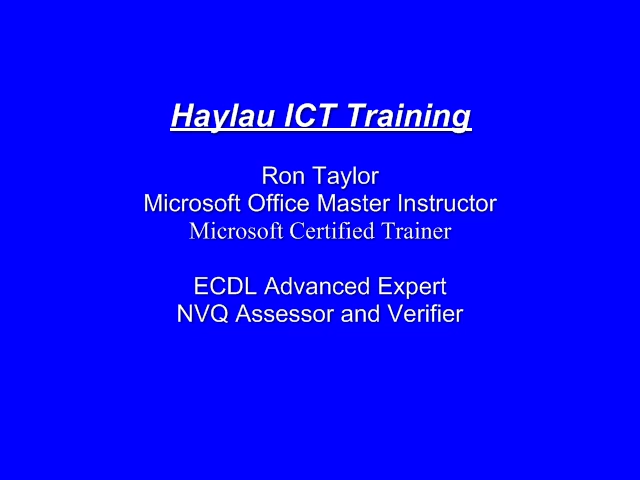 Haylau ICT Training
Ron Taylor
Microsoft Office Master Instructor
Microsoft Certified Trainer
ECDL Advanced Expert
NVQ Assessor and Verifier